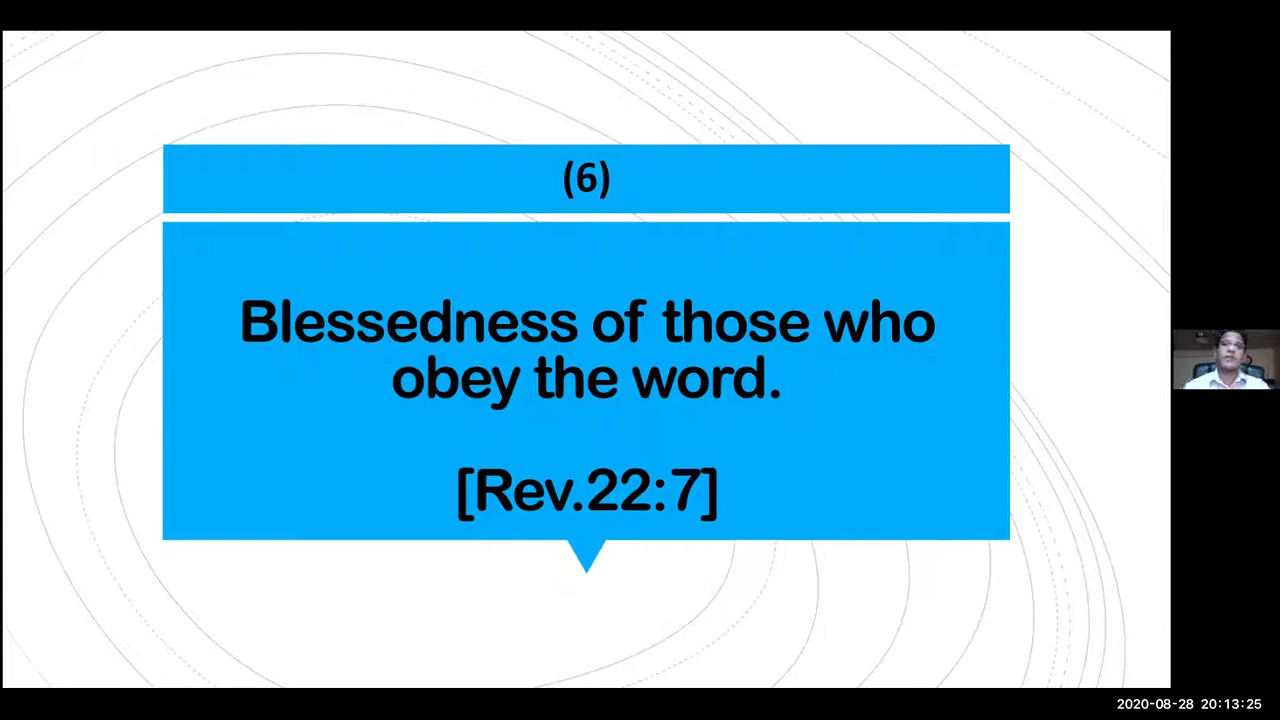 (6)
Blessedness of those who
obey the word.
[Rev.22:7]
2020-08-28 20:13:25